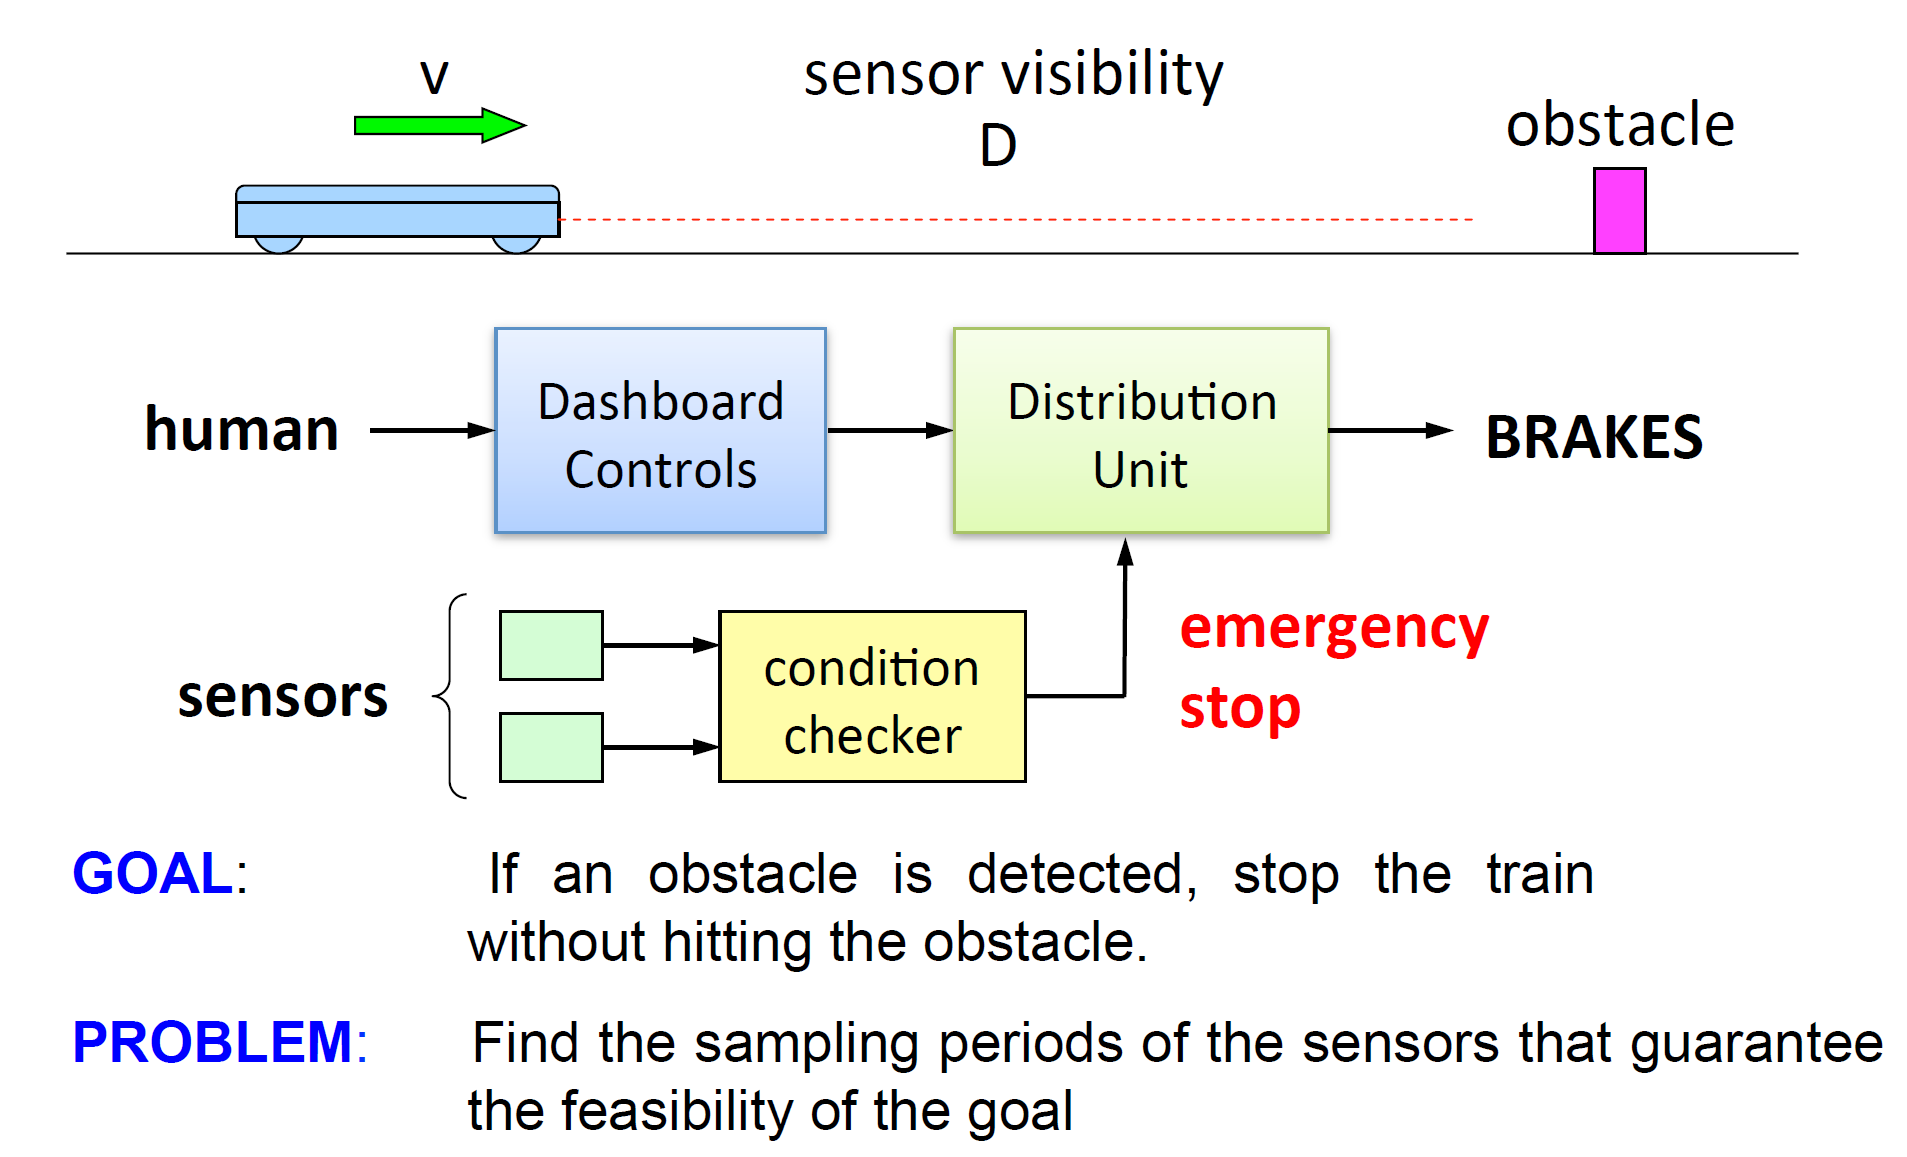 v
sensor visibility
D
obstacle
human
Dashboard
Controls
Distribution
Unit
BRAKES
sensors
condition
checker
emergency
stop
GOAL: If an obstacle is detected, stop the train
without hitting the obstacle.
PROBLEM: Find the sampling periods of the sensors that guarantee
the feasibility of the goal